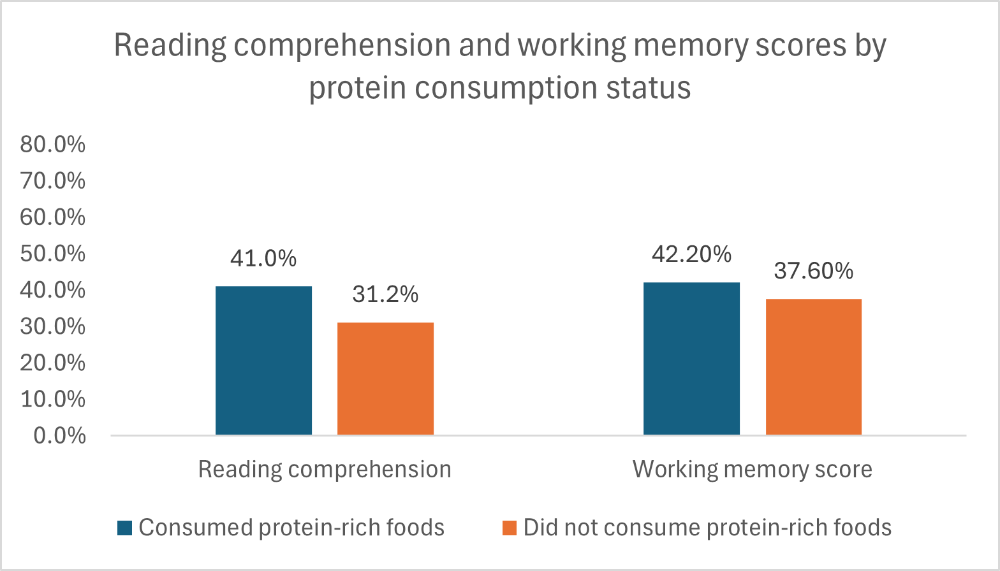 Reading comprehension and working memory scores by
protein consumption status
80.0%
70.0%
60.0%
50.0%
40.0%
30.0%
20.0%
10.0%
0.0%
41.0%
31.2%
42.20%
37.60%
Reading comprehension
Working memory score
Consumed protein-rich foods
Did not consume protein-rich foods